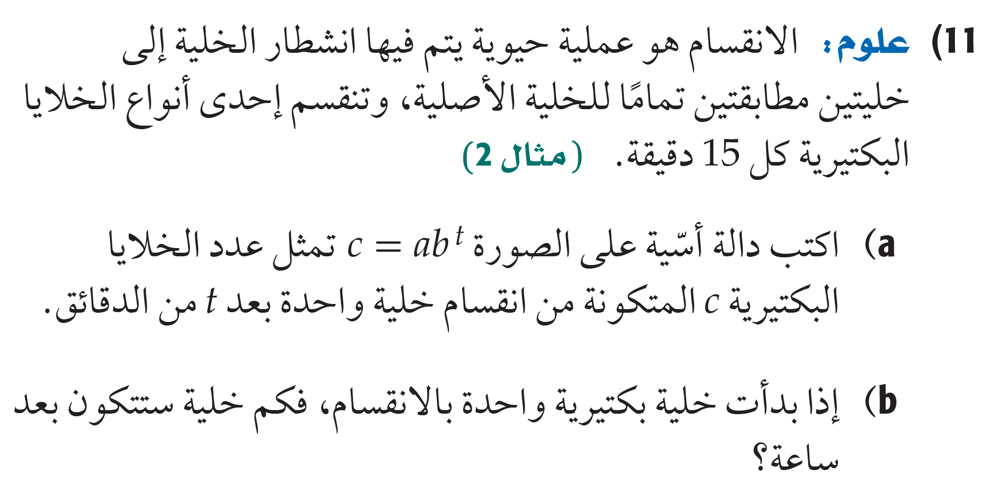 (11 علوم: الانقسام هو عملية حيوية يتم فيها انشطار الخلية إلى
خليتين مطابقتين تمامًا للخلية الأصلية، وتنقسم إحدى أنواع الخلايا
البكتيرية كل 15 دقيقة. (مثال 2)
(a اكتب دالة أسّية على الصورة c = ab^t تمثل عدد الخلايا
البكتيرية c المتكونة من انقسام خلية واحدة بعد t من الدقائق.
(b إذا بدأت خلية بكتيرية واحدة بالانقسام، فكم خلية ستتكون بعد
ساعة؟